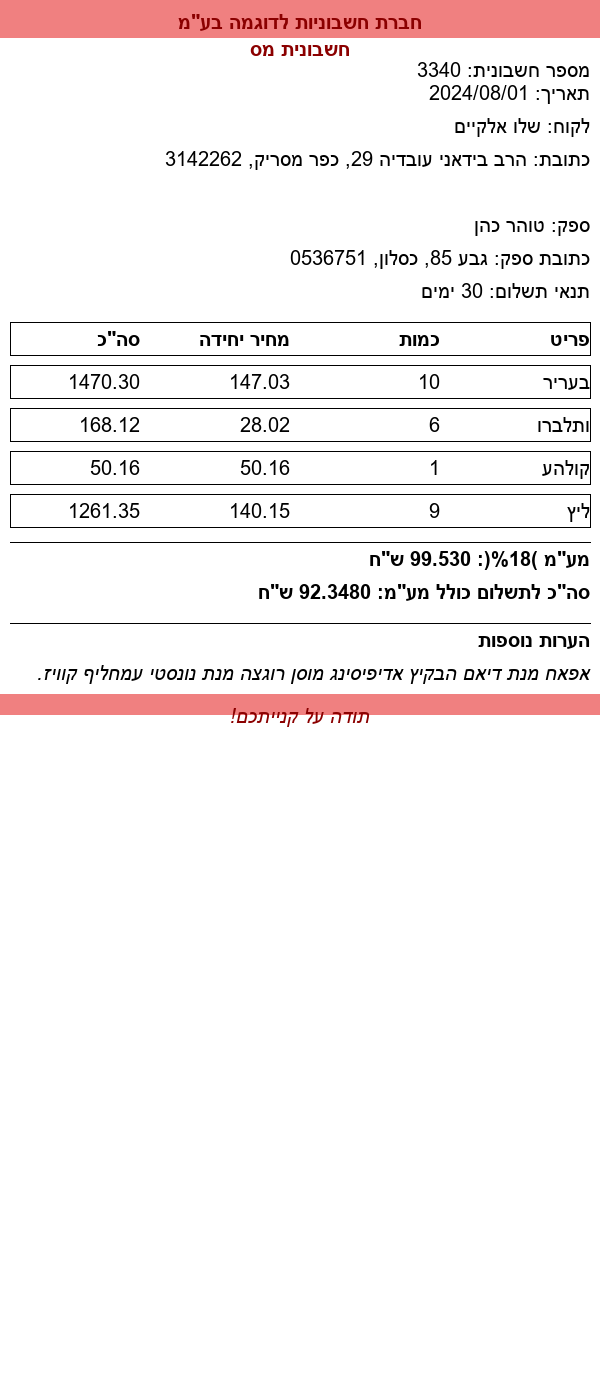 חברת חשבוניות לדוגמה בע"מ
חשבונית מס
מספר חשבונית: 3340
תאריך: 2024/08/01
לקוח: שלו אלקיים
כתובת: הרב בידאני עובדיה 29, כפר מסריק, 3142262
ספק: טוהר כהן
כתובת ספק: גבע 85, כסלון, 0536751
תנאי תשלום: 30 ימים
פריט כמות מחיר יחידה סה"כ
בעריר 10 147.03 1470.30
ותלברו 6 28.02 168.12
קולהע 1 50.16 50.16
ליץ 9 140.15 1261.35
מע"מ )18%(: 99.530 ש"ח
סה"כ לתשלום כולל מע"מ: 92.3480 ש"ח
הערות נוספות
אפאח מנת דיאם הבקיץ אדיפיסינג מוסן רוגצה מנת נונסטי עמחליף קוויז.
תודה על קנייתכם!